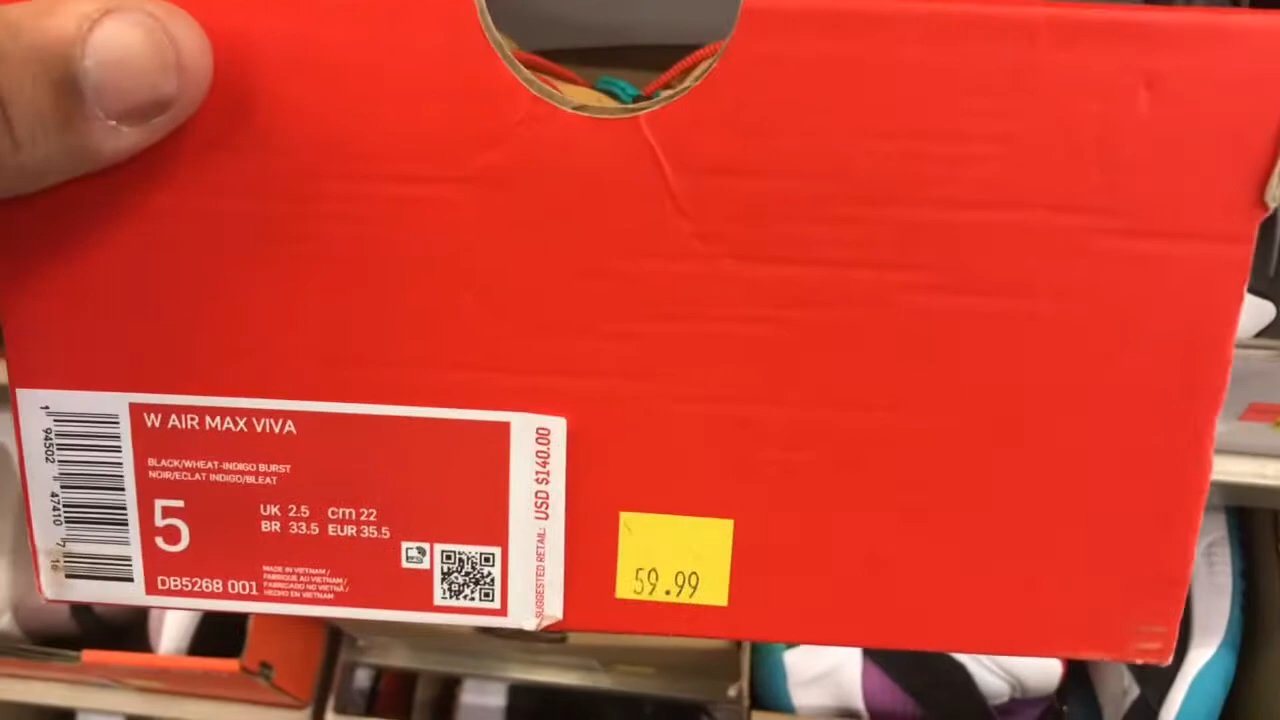 W AIR MAX VIVA
BLACK/WHEAT-INDIGO BURST
NOIR/ECLAT INDIGO/BLEAT
5
UK 2.5 cm 22
BR 33.5 EUR 35.5
DB5268 001
MADE IN VIETNAM /
FABRIQUE AU VIETNAM /
FABRICADO NO VIETNÃ /
HECHO EN VIETNAM
1 94502 47410 7
SUGGESTED RETAIL: USD $140.00
59.99